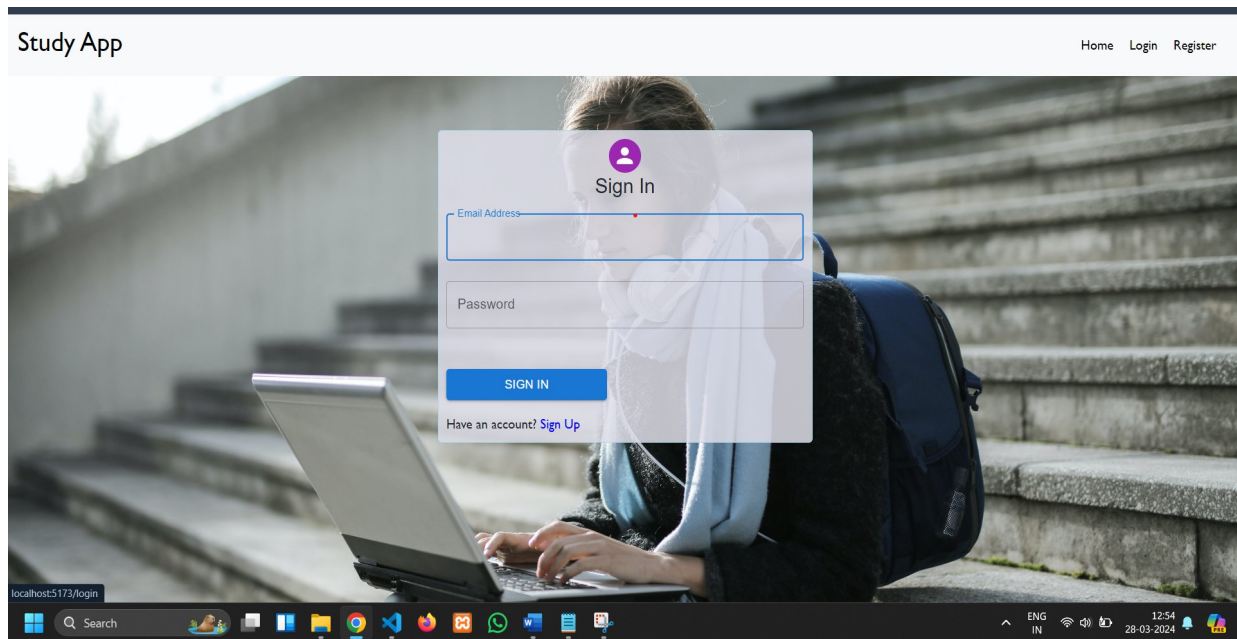 Study App
Home Login Register
Sign In
Email Address
Password
SIGN IN
Have an account? Sign Up
localhost:5173/login
Search
ENG
IN
12:54
28-03-2024